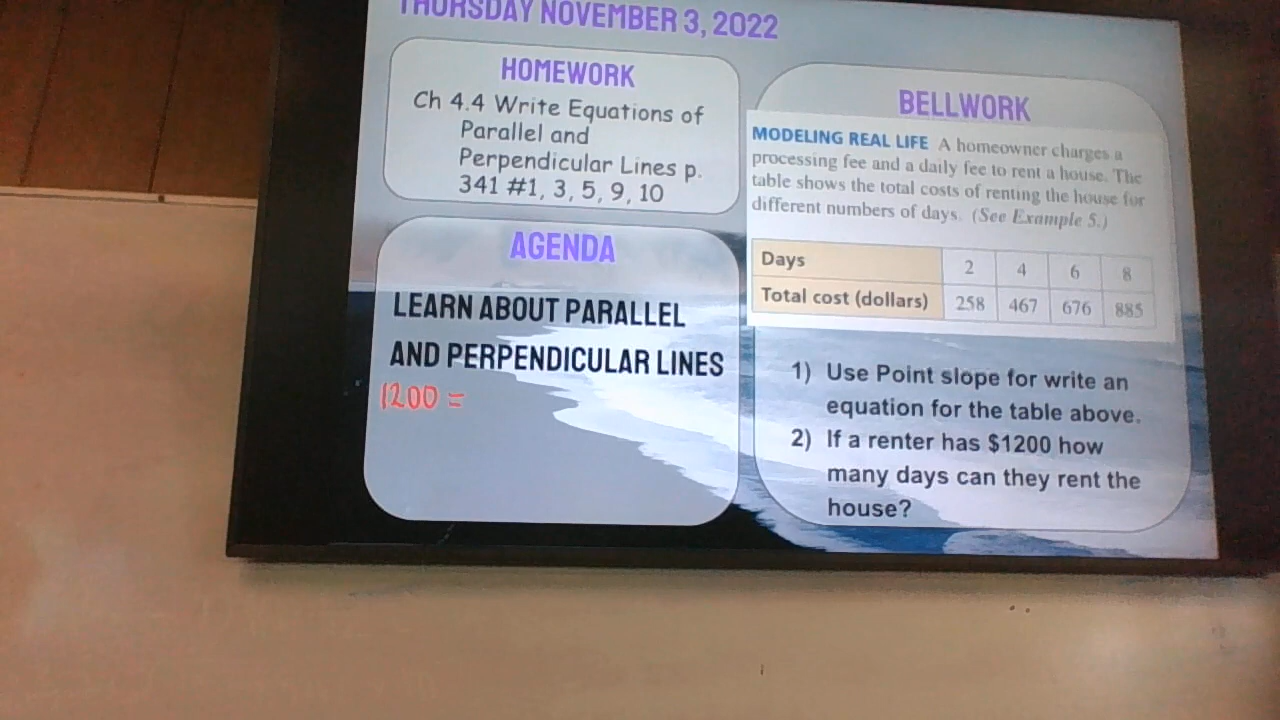 THURSDAY NOVEMBER 3, 2022
HOMEWORK
Ch 4.4 Write Equations of
Parallel and
Perpendicular Lines p.
341 #1, 3, 5, 9, 10
AGENDA
LEARN ABOUT PARALLEL
AND PERPENDICULAR LINES
1200 =
BELLWORK
MODELING REAL LIFE A homeowner charges a
processing fee and a daily fee to rent a house. The
table shows the total costs of renting the house for
different numbers of days. (See Example 5.)
Days 2 4 6 8
Total cost (dollars) 258 467 676 885
1) Use Point slope for write an
equation for the table above.
2) If a renter has $1200 how
many days can they rent the
house?